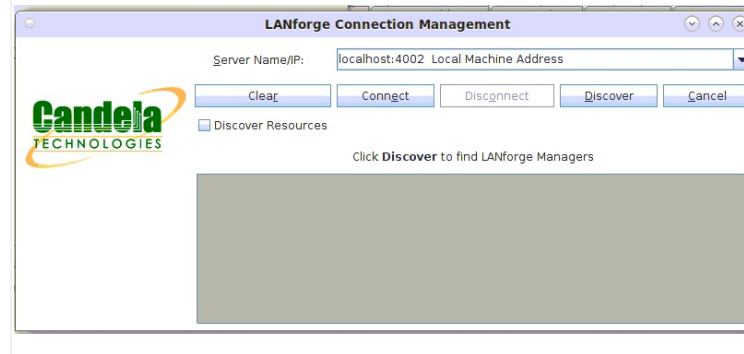 LANforge Connection Management
Server Name/IP: localhost:4002 Local Machine Address
Clear Connect Disconnect Discover Cancel
Candela
TECHNOLOGIES
Discover Resources
Click Discover to find LANforge Managers